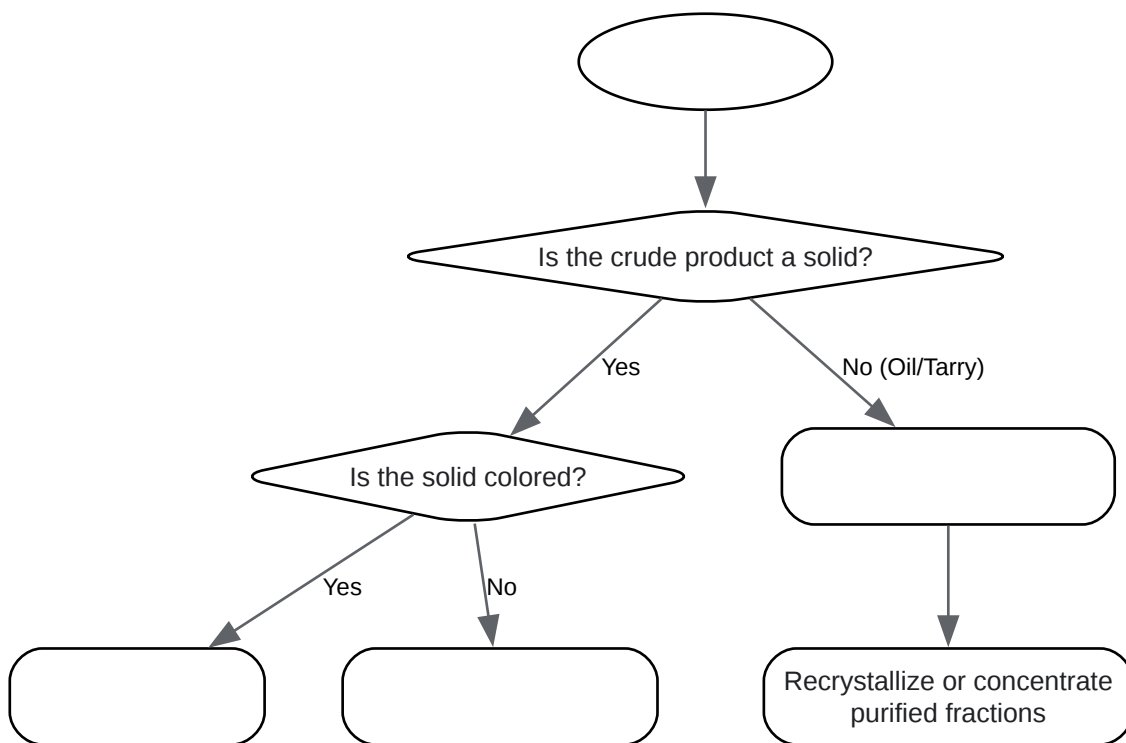 Is the crude product a solid?
Yes
No (Oil/Tarry)
Is the solid colored?
Yes
No
Recrystallize or concentrate
purified fractions